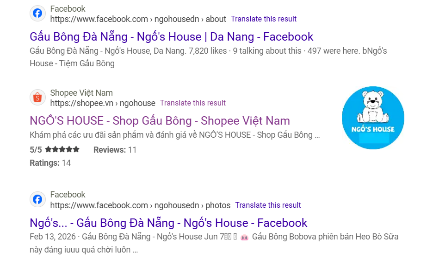 Facebook
https://www.facebook.com › ngohousedn › about Translate this result
Gấu Bông Đà Nẵng - Ngố's House | Da Nang - Facebook
Gấu Bông Đà Nẵng - Ngố's House, Da Nang. 7,820 likes · 9 talking about this · 497 were here. bNgố's
House - Tiệm Gấu Bông
Shopee Việt Nam
https://shopee.vn › ngohouse Translate this result
NGỐ'S HOUSE - Shop Gấu Bông - Shopee Việt Nam
Khám phá các ưu đãi sản phẩm và đánh giá về NGỐ'S HOUSE - Shop Gấu Bông ...
5/5 ★★★★★ Reviews: 11
Ratings: 14
NGỐ'S HOUSE
Facebook
https://www.facebook.com › ngohousedn › photos Translate this result
Ngố's... - Gấu Bông Đà Nẵng - Ngố's House - Facebook
Feb 13, 2026 · Gấu Bông Đà Nẵng - Ngố's House Jun 7 Gấu Bông Bobova phiên bản Heo Bò Sữa
này đáng iuuu quá chời luôn ...